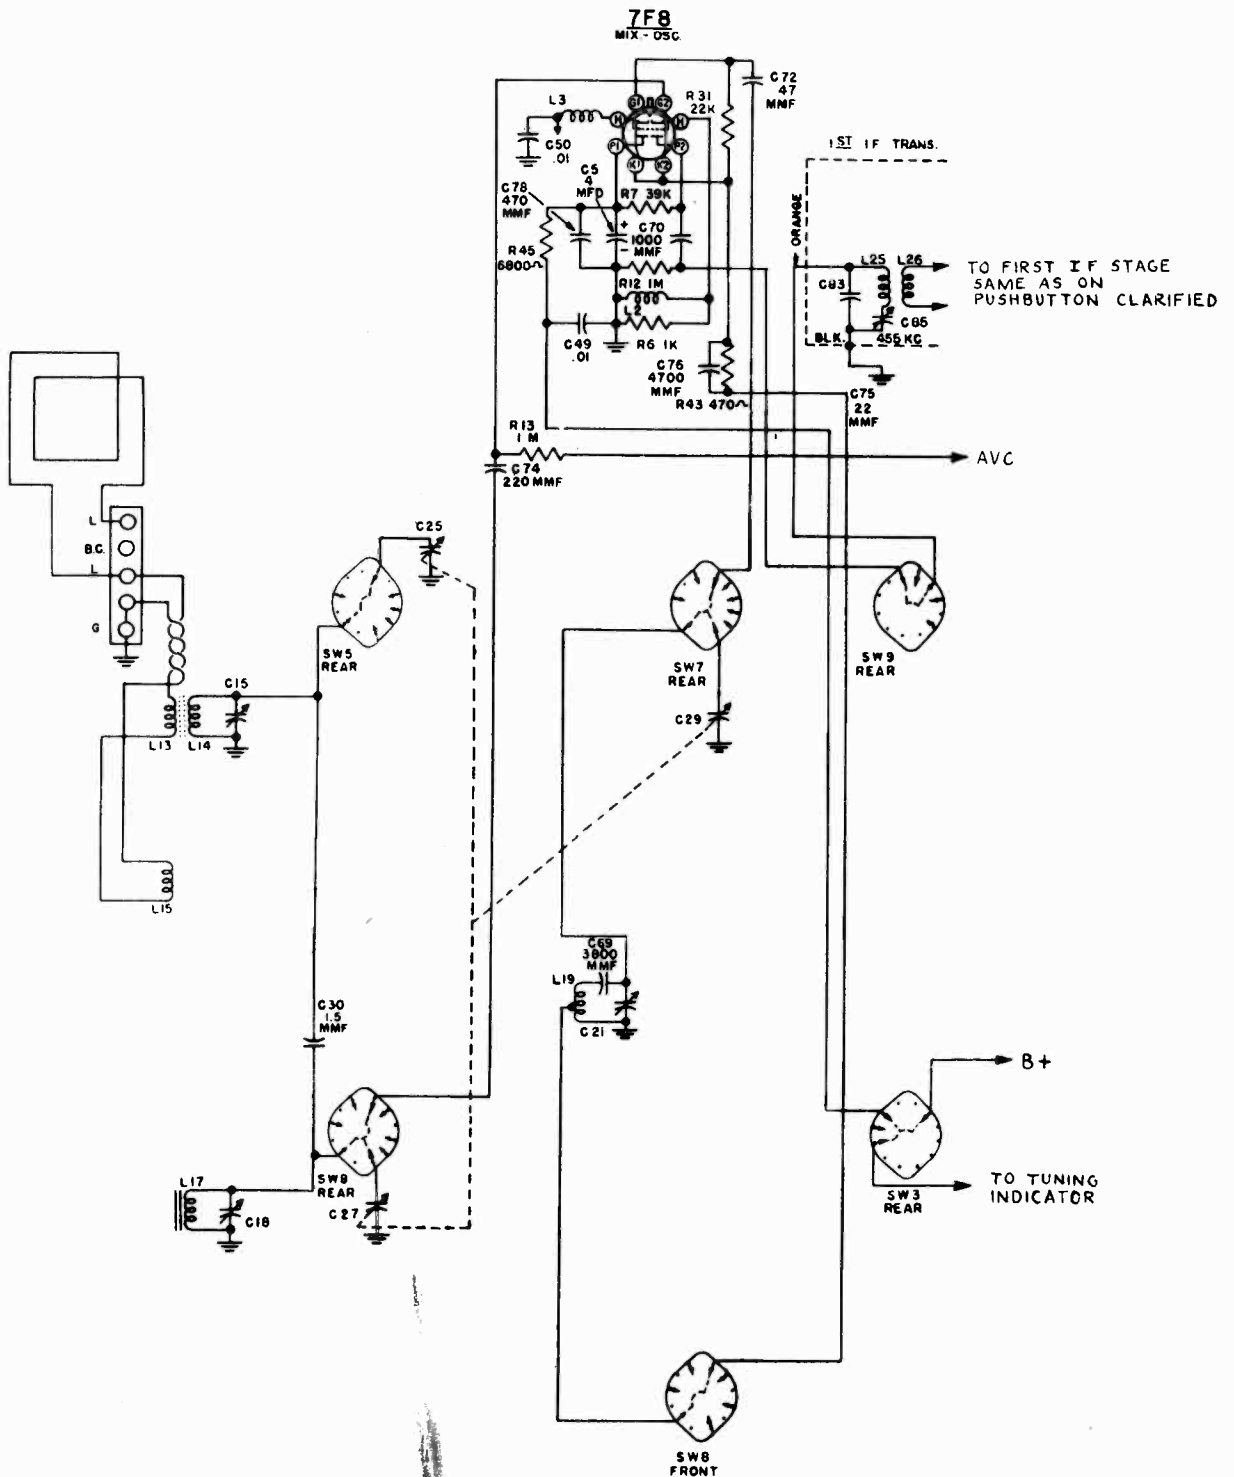 7F8
MIX.-OSC.
C72
47
MMF
R31
22K
L3
G1
G2
H
H
P1
P2
K1
K2
C50
.01
1ST IF TRANS.
C5
4
MFD
C78
470
MMF
R7 39K
C70
1000
MMF
+
-
R45
6800~
ORANGE
L25
L26
TO FIRST IF STAGE
SAME AS ON
PUSHBUTTON CLARIFIED
C83
C85
R12 1M
L2
BLK.
455 KC
C49
.01
R6 1K
C76
4700
MMF
R43 470~
C75
22
MMF
R13
1 M
AVC
C74
220 MMF
L
B.C.
L
G
C25
SW5
REAR
SW7
REAR
SW9
REAR
C15
L13
L14
C29
L15
C69
3800
MMF
L19
C21
C30
1.5
MMF
B+
L17
C18
SW8
REAR
C27
SW3
REAR
TO TUNING
INDICATOR
SW8
FRONT